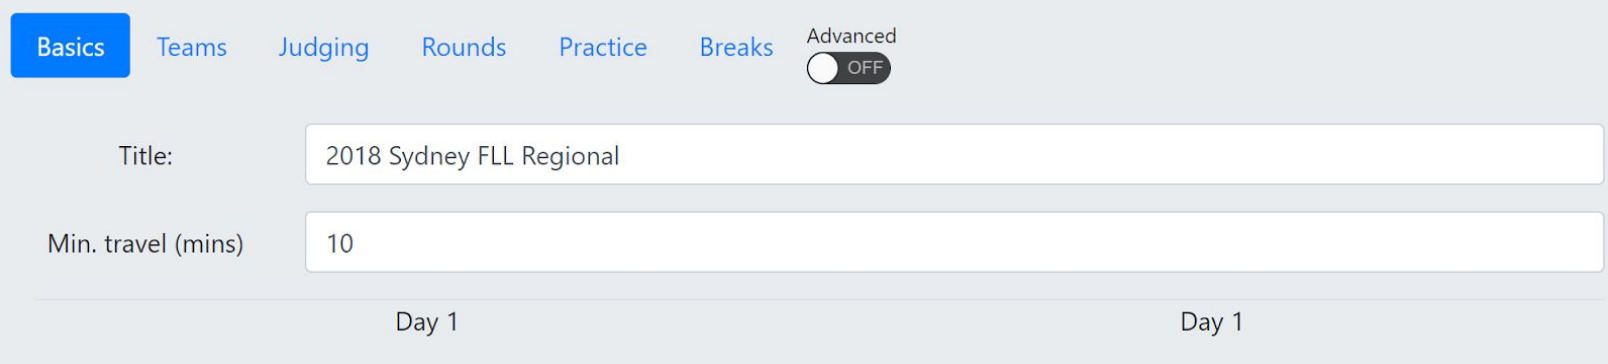 Basics Teams Judging Rounds Practice Breaks Advanced
OFF
Title: 2018 Sydney FLL Regional
Min. travel (mins) 10
Day 1 Day 1